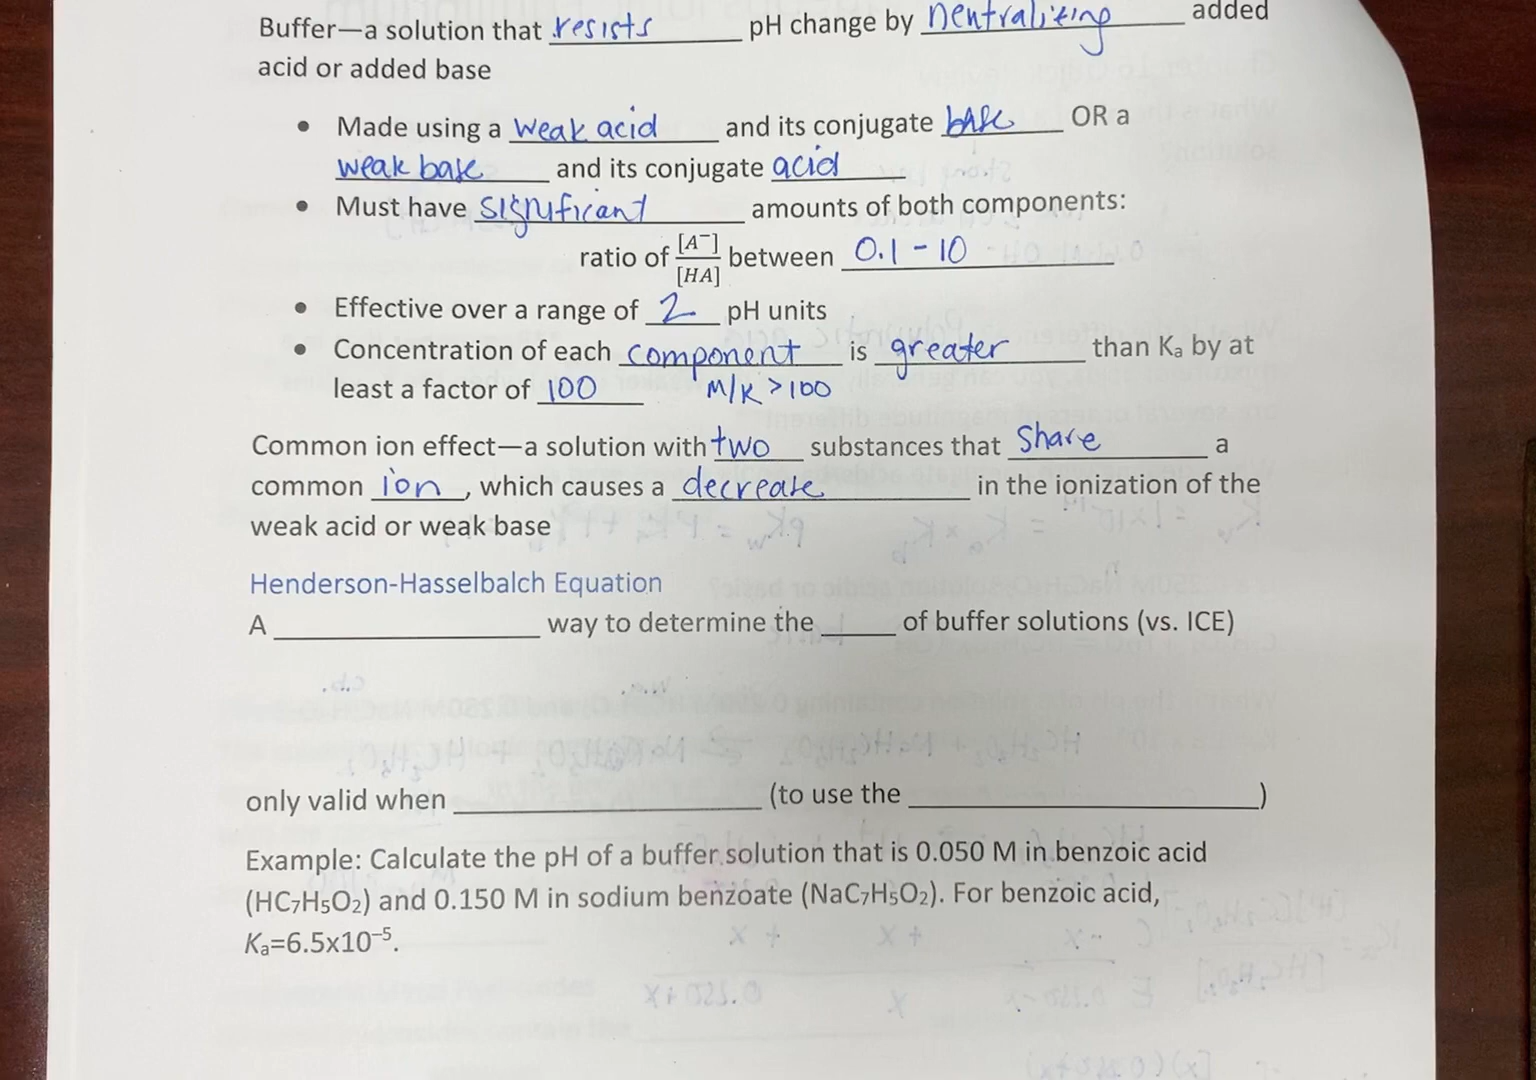 Buffer—a solution that resists pH change by neutralizing added
acid or added base
• Made using a weak acid and its conjugate base OR a
weak base and its conjugate acid
• Must have significant amounts of both components:
ratio of [A⁻]/[HA] between 0.1 - 10
• Effective over a range of 2 pH units
• Concentration of each component is greater than Kₐ by at
least a factor of 100 M/K > 100
Common ion effect—a solution with two substances that share a
common ion, which causes a decrease in the ionization of the
weak acid or weak base
Henderson-Hasselbalch Equation
A ____ way to determine the ____ of buffer solutions (vs. ICE)
only valid when ____ (to use the ____)
Example: Calculate the pH of a buffer solution that is 0.050 M in benzoic acid
(HC₇H₅O₂) and 0.150 M in sodium benzoate (NaC₇H₅O₂). For benzoic acid,
Kₐ=6.5x10⁻⁵.